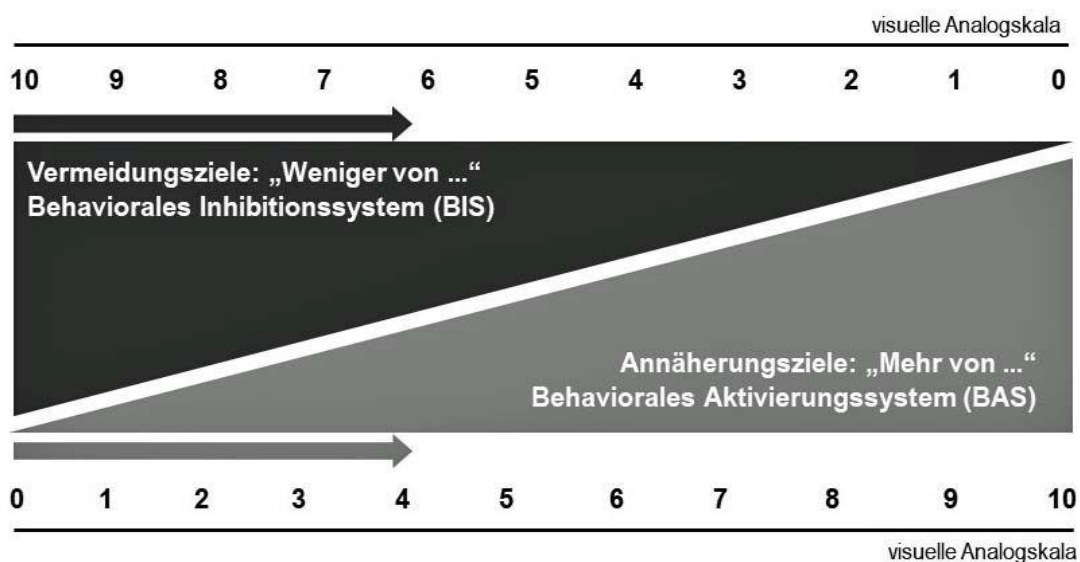 visuelle Analogskala
10 9 8 7 6 5 4 3 2 1 0
Vermeidungsziele: „Weniger von ...“
Behaviorales Inhibitionssystem (BIS)
Annäherungsziele: „Mehr von ...“
Behaviorales Aktivierungssystem (BAS)
0 1 2 3 4 5 6 7 8 9 10
visuelle Analogskala